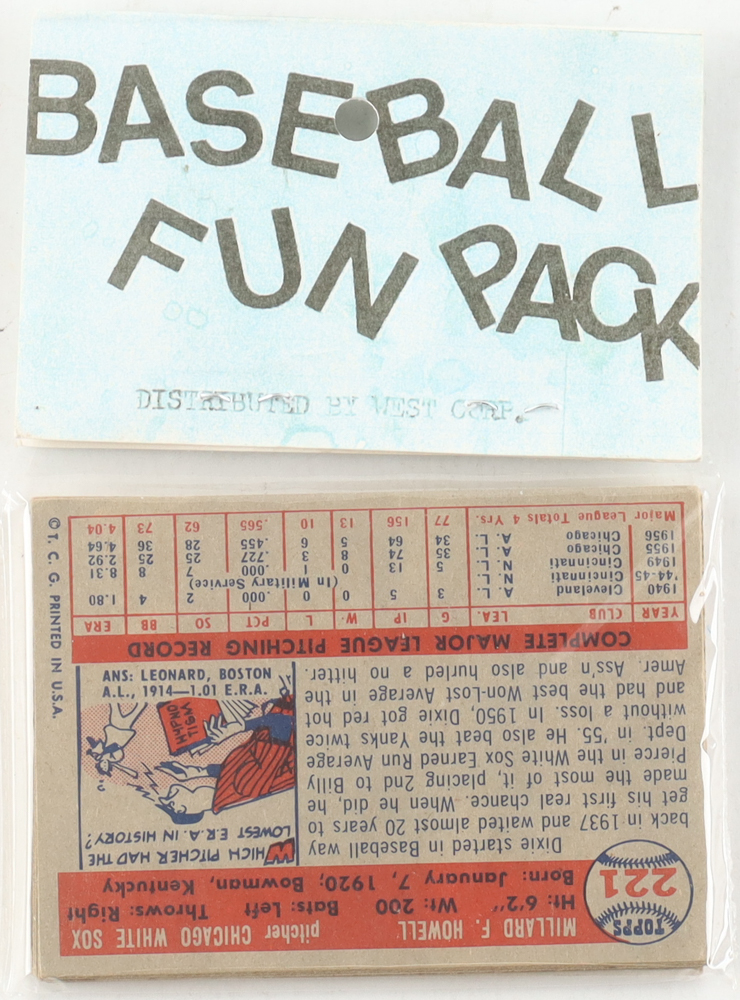 BASEBALL
FUN PACK
DISTRIBUTED BY WEST CORP.
TOPPS
221
MILLARD F. HOWELL pitcher CHICAGO WHITE SOX
Ht: 6'2" Wt: 200 Bats: Left Throws: Right
Born: January 7, 1920; Bowman, Kentucky
Dixie started in Baseball way
back in 1937 and waited almost 20 years to
get his first real chance. When he did, he
made the most of it, placing 2nd to Billy
Pierce in the White Sox Earned Run Average
Dept. in '55. He also beat the Yanks twice
without a loss. In 1950, Dixie got red hot
and had the best Won-Lost Average in the
Amer. Ass'n and also hurled a no hitter.
WHICH PITCHER HAD THE
LOWEST E.R.A. IN HISTORY?
HYPNO
TISM
ANS: LEONARD, BOSTON
A.L., 1914—1.01 E.R.A.
COMPLETE MAJOR LEAGUE PITCHING RECORD
YEAR CLUB LEA. G IP W L PCT SO BB ERA
1940 Cleveland A. L. 3 5 0 0 .000 2 4 1.80
'44-45 Cincinnati N. L. (In Military Service)
1949 Cincinnati N. L. 5 13 0 1 .000 7 8 8.31
1955 Chicago A. L. 35 74 8 3 .727 25 25 2.92
1956 Chicago A. L. 34 64 5 6 .455 28 36 4.64
Major League Totals 4 Yrs. 77 156 13 10 .565 62 73 4.04
©T. C. G. PRINTED IN U.S.A.